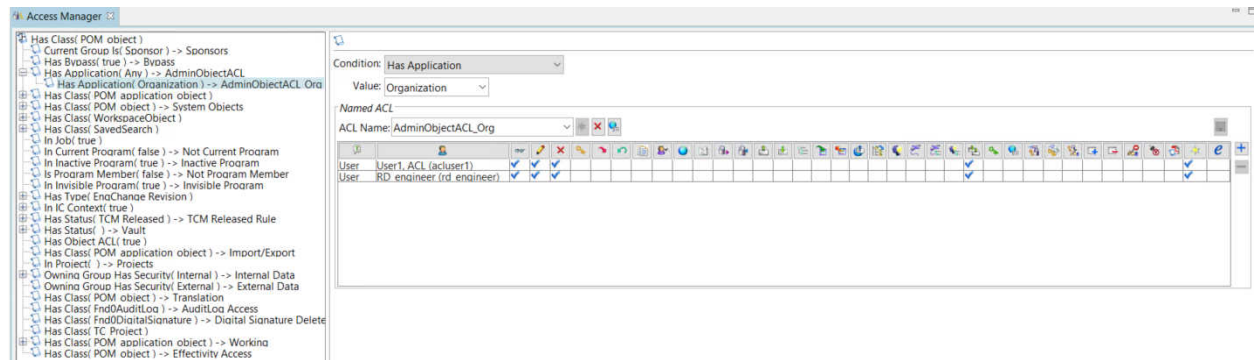 Access Manager
Has Class( POM object )
Current Group Is( Sponsor ) -> Sponsors
Has Bypass( true ) -> Bypass
Has Application( Any ) -> AdminObjectACL
Has Application( Organization ) -> AdminObjectACL Org
Has Class( POM application object )
Has Class( POM object ) -> System Objects
Has Class( WorkspaceObject )
Has Class( SavedSearch )
In Job( true )
In Current Program( false ) -> Not Current Program
In Inactive Program( true ) -> Inactive Program
Is Program Member( false ) -> Not Program Member
In Invisible Program( true ) -> Invisible Program
Has Type( EngChange Revision )
In IC Context( true )
Has Status( TCM Released ) -> TCM Released Rule
Has Status( ) -> Vault
Has Object ACL( true )
Has Class( POM application object ) -> Import/Export
In Project( ) -> Projects
Owning Group Has Security( Internal ) -> Internal Data
Owning Group Has Security( External ) -> External Data
Has Class( POM object ) -> Translation
Has Class( Fnd0AuditLog ) -> AuditLog Access
Has Class( Fnd0DigitalSignature ) -> Digital Signature Delete
Has Class( TC Project )
Has Class( POM application object ) -> Working
Has Class( POM object ) -> Effectivity Access
Condition: Has Application
Value: Organization
Named ACL
ACL Name: AdminObjectACL_Org
User User1, ACL (acluser1)
User RD engineer (rd engineer)